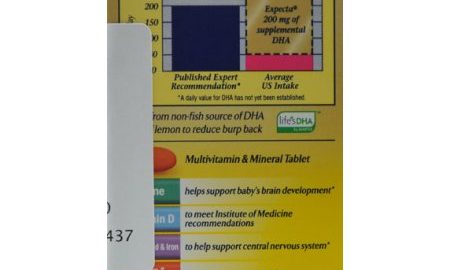 200
150
100
50
Expecta®
200 mg of
supplemental
DHA
Published Expert
Recommendation*
Average
US Intake
*A daily value for DHA has not yet been established
from non-fish source of DHA
lemon to reduce burp back
life'sDHA
Multivitamin & Mineral Tablet
ne
helps support baby's brain development*
in D
to meet Institute of Medicine
recommendations
d & Iron
to help support central nervous system*
437